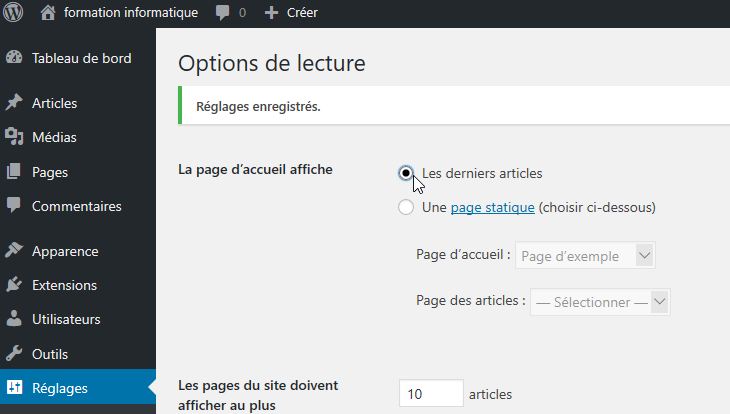 formation informatique 0 Créer
Tableau de bord
Articles
Médias
Pages
Commentaires
Apparence
Extensions
Utilisateurs
Outils
Réglages
Options de lecture
Réglages enregistrés.
La page d’accueil affiche
Les derniers articles
Une page statique (choisir ci-dessous)
Page d’accueil : Page d’exemple
Page des articles : — Sélectionner —
Les pages du site doivent
afficher au plus
10 articles